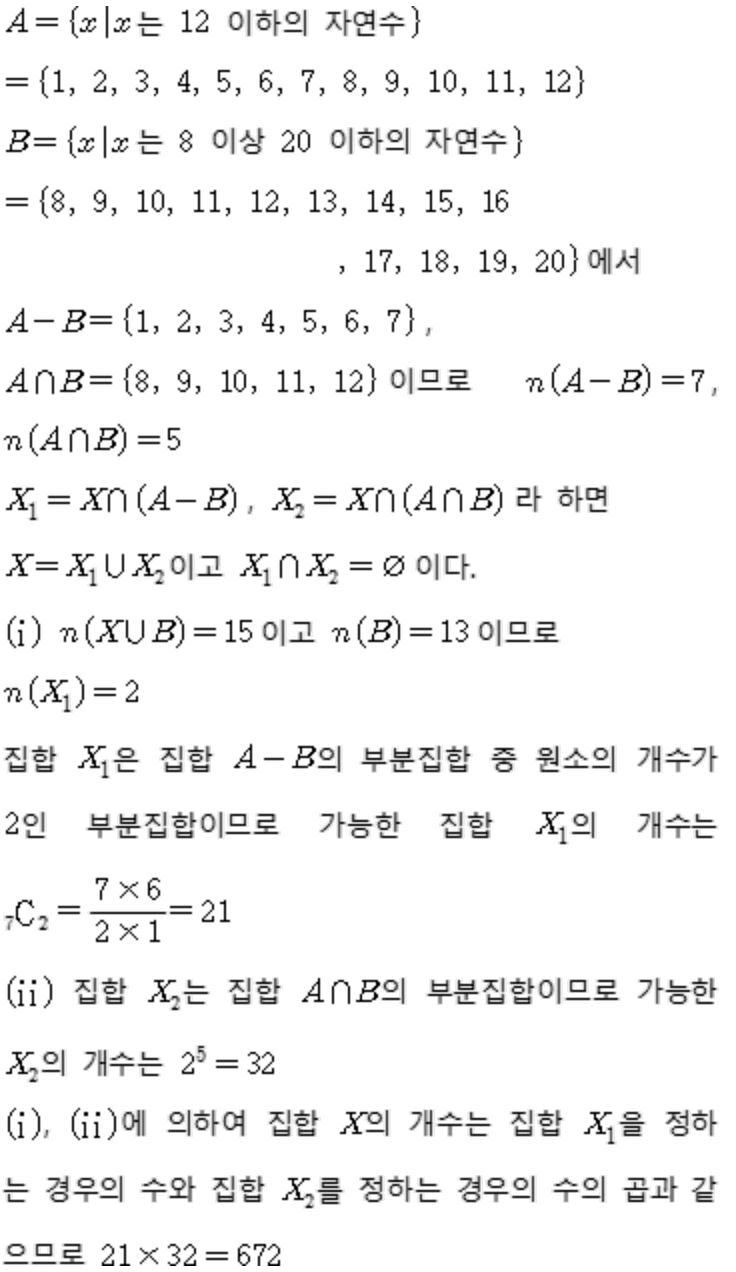 A = {x | x는 12 이하의 자연수}
= {1, 2, 3, 4, 5, 6, 7, 8, 9, 10, 11, 12}
B = {x | x는 8 이상 20 이하의 자연수}
= {8, 9, 10, 11, 12, 13, 14, 15, 16
, 17, 18, 19, 20} 에서
A − B = {1, 2, 3, 4, 5, 6, 7},
A ∩ B = {8, 9, 10, 11, 12} 이므로 n(A − B) = 7,
n(A ∩ B) = 5
X₁ = X ∩ (A − B), X₂ = X ∩ (A ∩ B) 라 하면
X = X₁ ∪ X₂ 이고 X₁ ∩ X₂ = ∅ 이다.
(i) n(X ∪ B) = 15 이고 n(B) = 13 이므로
n(X₁) = 2
집합 X₁은 집합 A − B의 부분집합 중 원소의 개수가
2인 부분집합이므로 가능한 집합 X₁의 개수는
₇C₂ = (7 × 6)/(2 × 1) = 21
(ii) 집합 X₂는 집합 A ∩ B의 부분집합이므로 가능한
X₂의 개수는 2⁵ = 32
(i), (ii)에 의하여 집합 X의 개수는 집합 X₁을 정하
는 경우의 수와 집합 X₂를 정하는 경우의 수의 곱과 같
으므로 21 × 32 = 672